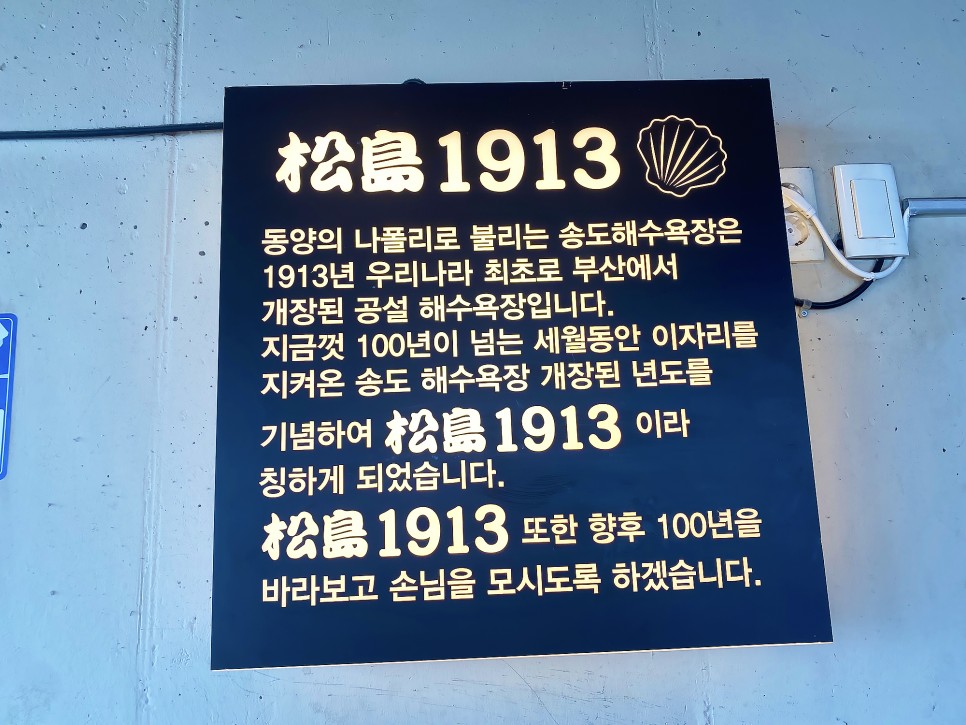 松島1913
동양의 나폴리로 불리는 송도해수욕장은
1913년 우리나라 최초로 부산에서
개장된 공설 해수욕장입니다.
지금껏 100년이 넘는 세월동안 이자리를
지켜온 송도 해수욕장 개장된 년도를
기념하여 松島1913 이라
칭하게 되었습니다.
松島1913 또한 향후 100년을
바라보고 손님을 모시도록 하겠습니다.